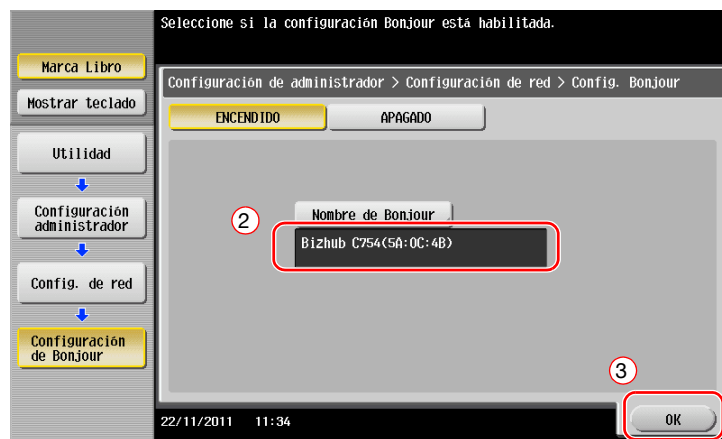 Seleccione si la configuración Bonjour está habilitada.
Marca Libro
Mostrar teclado
Utilidad
Configuración
administrador
Config. de red
Configuración
de Bonjour
Configuración de administrador > Configuración de red > Config. Bonjour
ENCENDIDO
APAGADO
2
Nombre de Bonjour
Bizhub C754(5A:0C:4B)
3
22/11/2011 11:34
OK